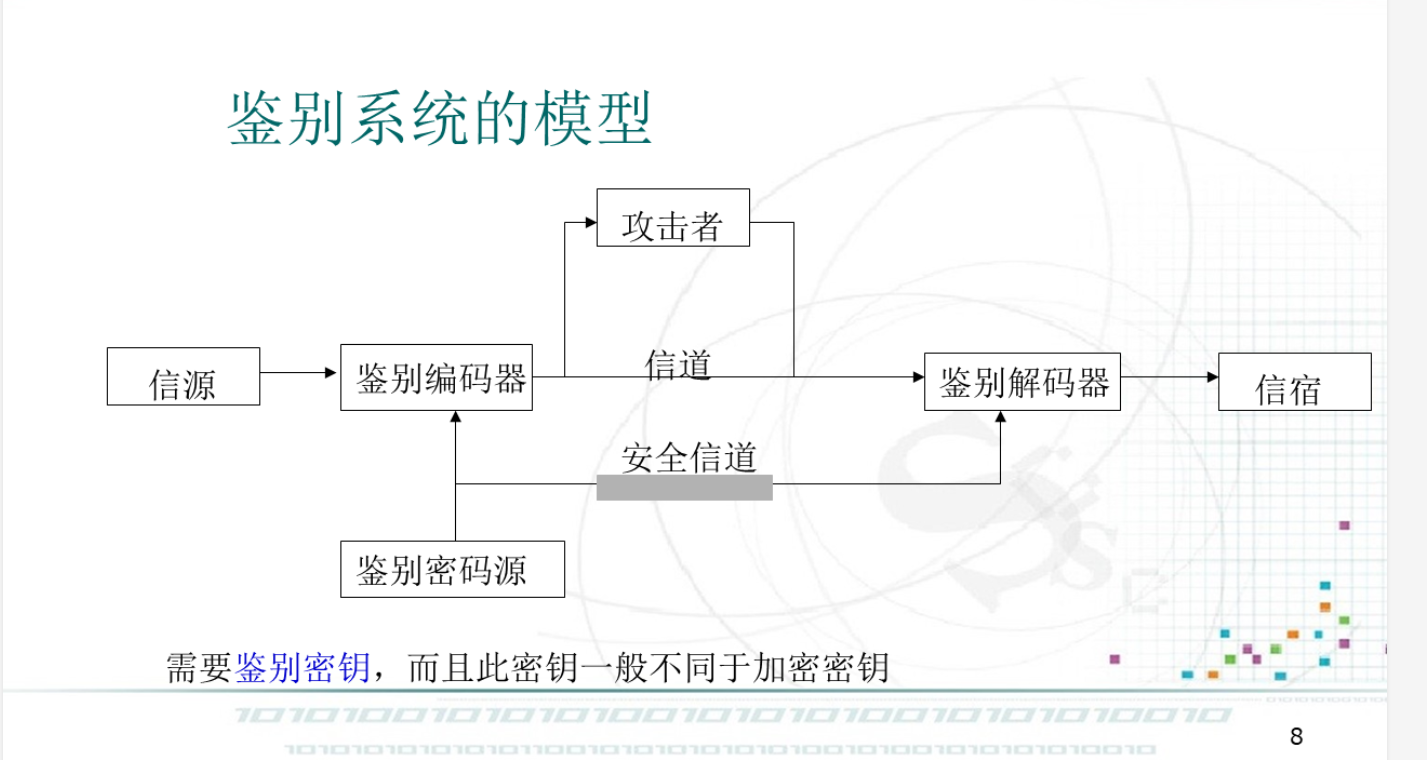 鉴别系统的模型
攻击者
信道
信源
鉴别编码器
鉴别解码器
信宿
安全信道
鉴别密码源
需要鉴别密钥，而且此密钥一般不同于加密密钥
8